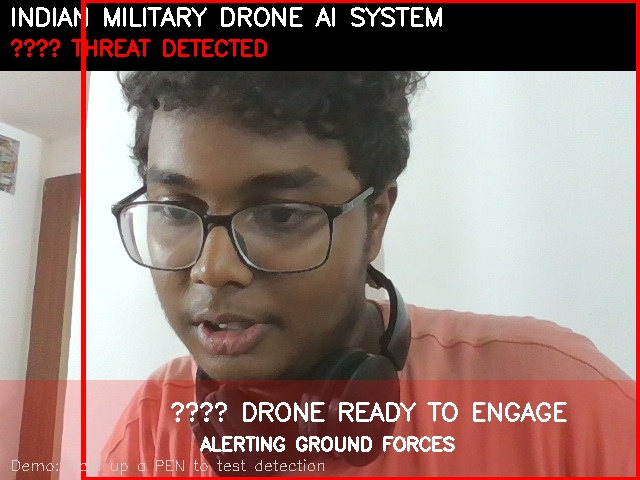 INDIAN MILITARY DRONE AI SYSTEM
???? THREAT DETECTED
???? DRONE READY TO ENGAGE
ALERTING GROUND FORCES
Demo: up a PEN to test detection